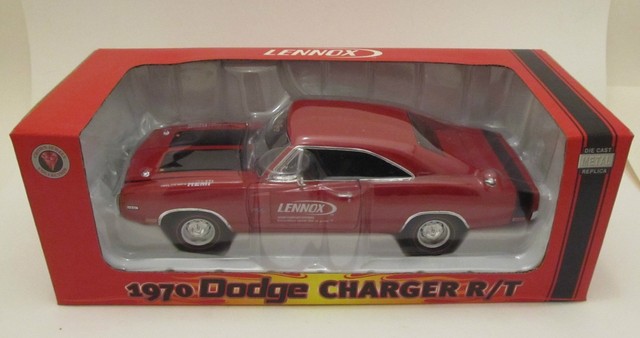 LENNOX
DIE CAST
METAL
REPLICA
HEMI
LENNOX
1970 Dodge CHARGER R/T